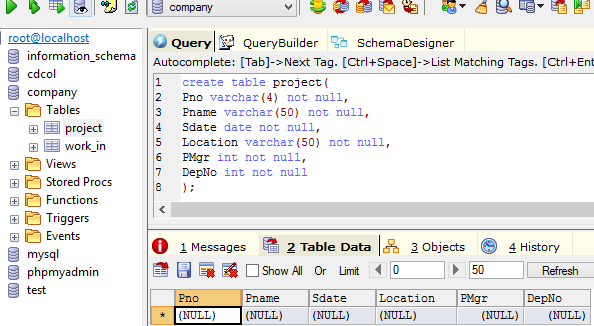 company
root@localhost
information_schema
cdcol
company
Tables
project
work_in
Views
Stored Procs
Functions
Triggers
Events
mysql
phpmyadmin
test
Query QueryBuilder SchemaDesigner
Autocomplete: [Tab]->Next Tag. [Ctrl+Space]->List Matching Tags. [Ctrl+Ent
1 create table project(
2 Pno varchar(4) not null,
3 Pname varchar(50) not null,
4 Sdate date not null,
5 Location varchar(50) not null,
6 PMgr int not null,
7 DepNo int not null
8 );
1 Messages 2 Table Data 3 Objects 4 History
Show All Or Limit 0 50 Refresh
Pno Pname Sdate Location PMgr DepNo
* (NULL) (NULL) (NULL) (NULL) (NULL) (NULL)